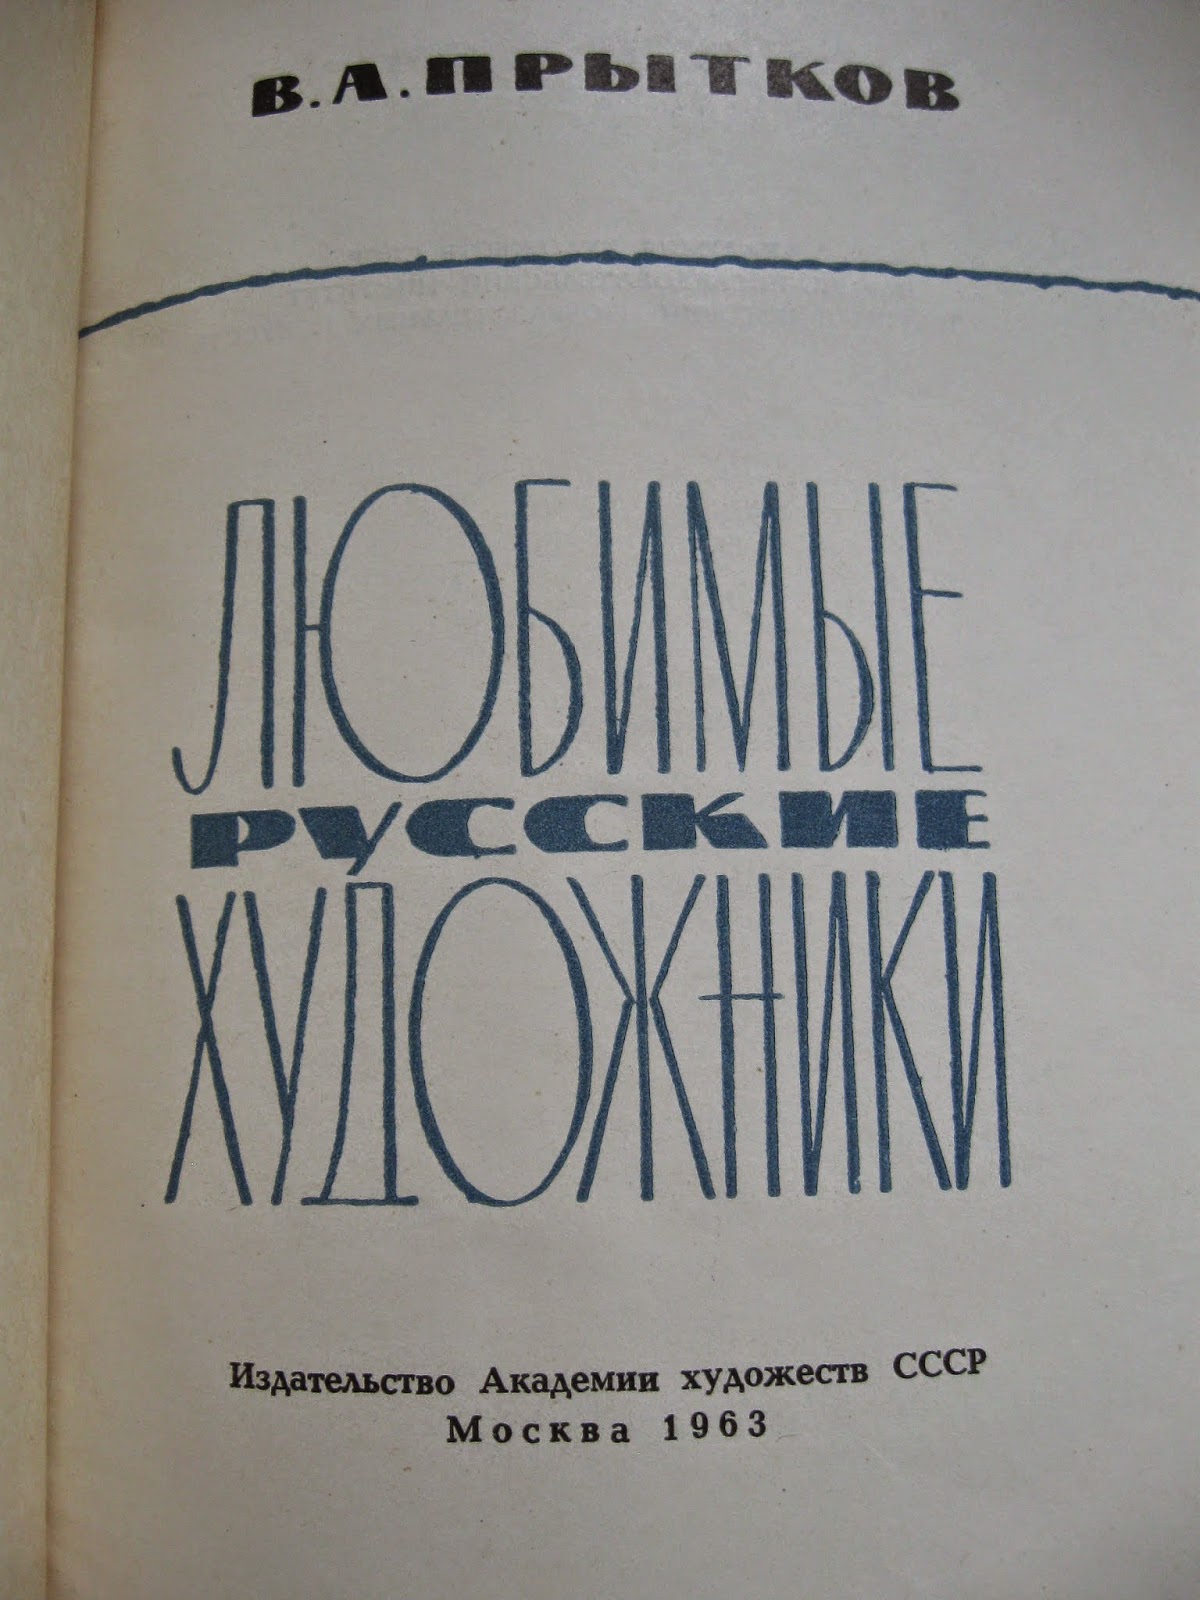 В. А. ПРЫТКОВ
ЛЮБИМЫЕ
РУССКИЕ
ХУДОЖНИКИ
Издательство Академии художеств СССР
Москва 1963